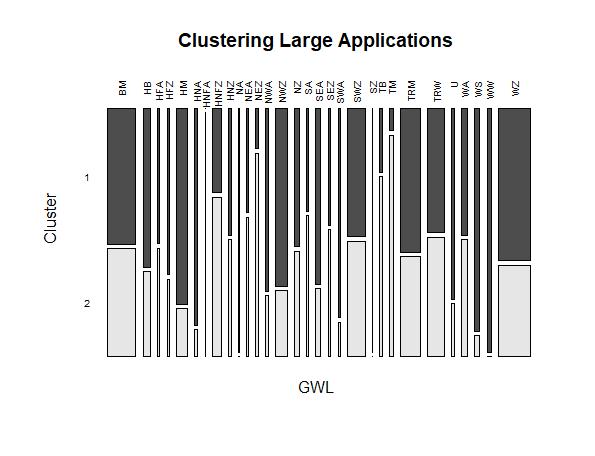 Clustering Large Applications
BM HB HFA HFZ HM HNA HNFA HNFZ HNZ NA NEA NEZ NWA NWZ NZ SA SEA SEZ SWA SWZ SZ TB TM TRM TRW U WA WS WW WZ
1
Cluster
2
GWL